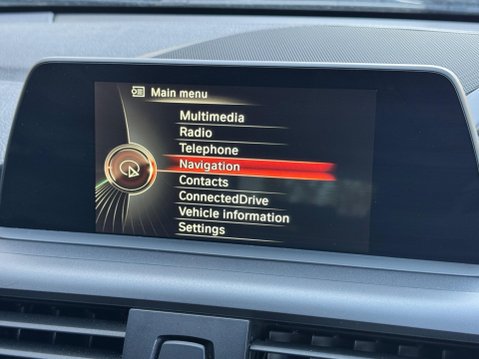 Main menu
Multimedia
Radio
Telephone
Navigation
Contacts
ConnectedDrive
Vehicle information
Settings